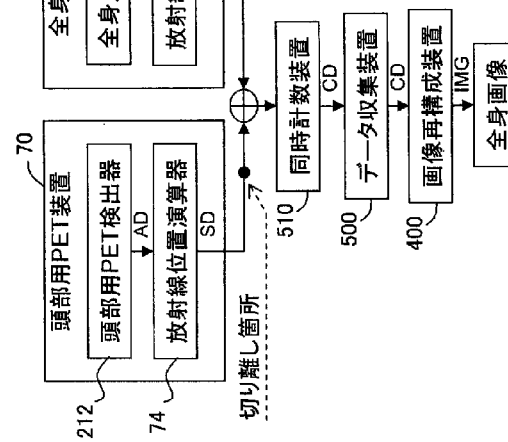 70
頭部用PET装置
頭部用PET検出器
212
AD
放射線位置演算器
74
SD
切り離し箇所
全身
全身
放射
同時計数装置
510
CD
データ収集装置
500
CD
画像再構成装置
400
IMG
全身画像